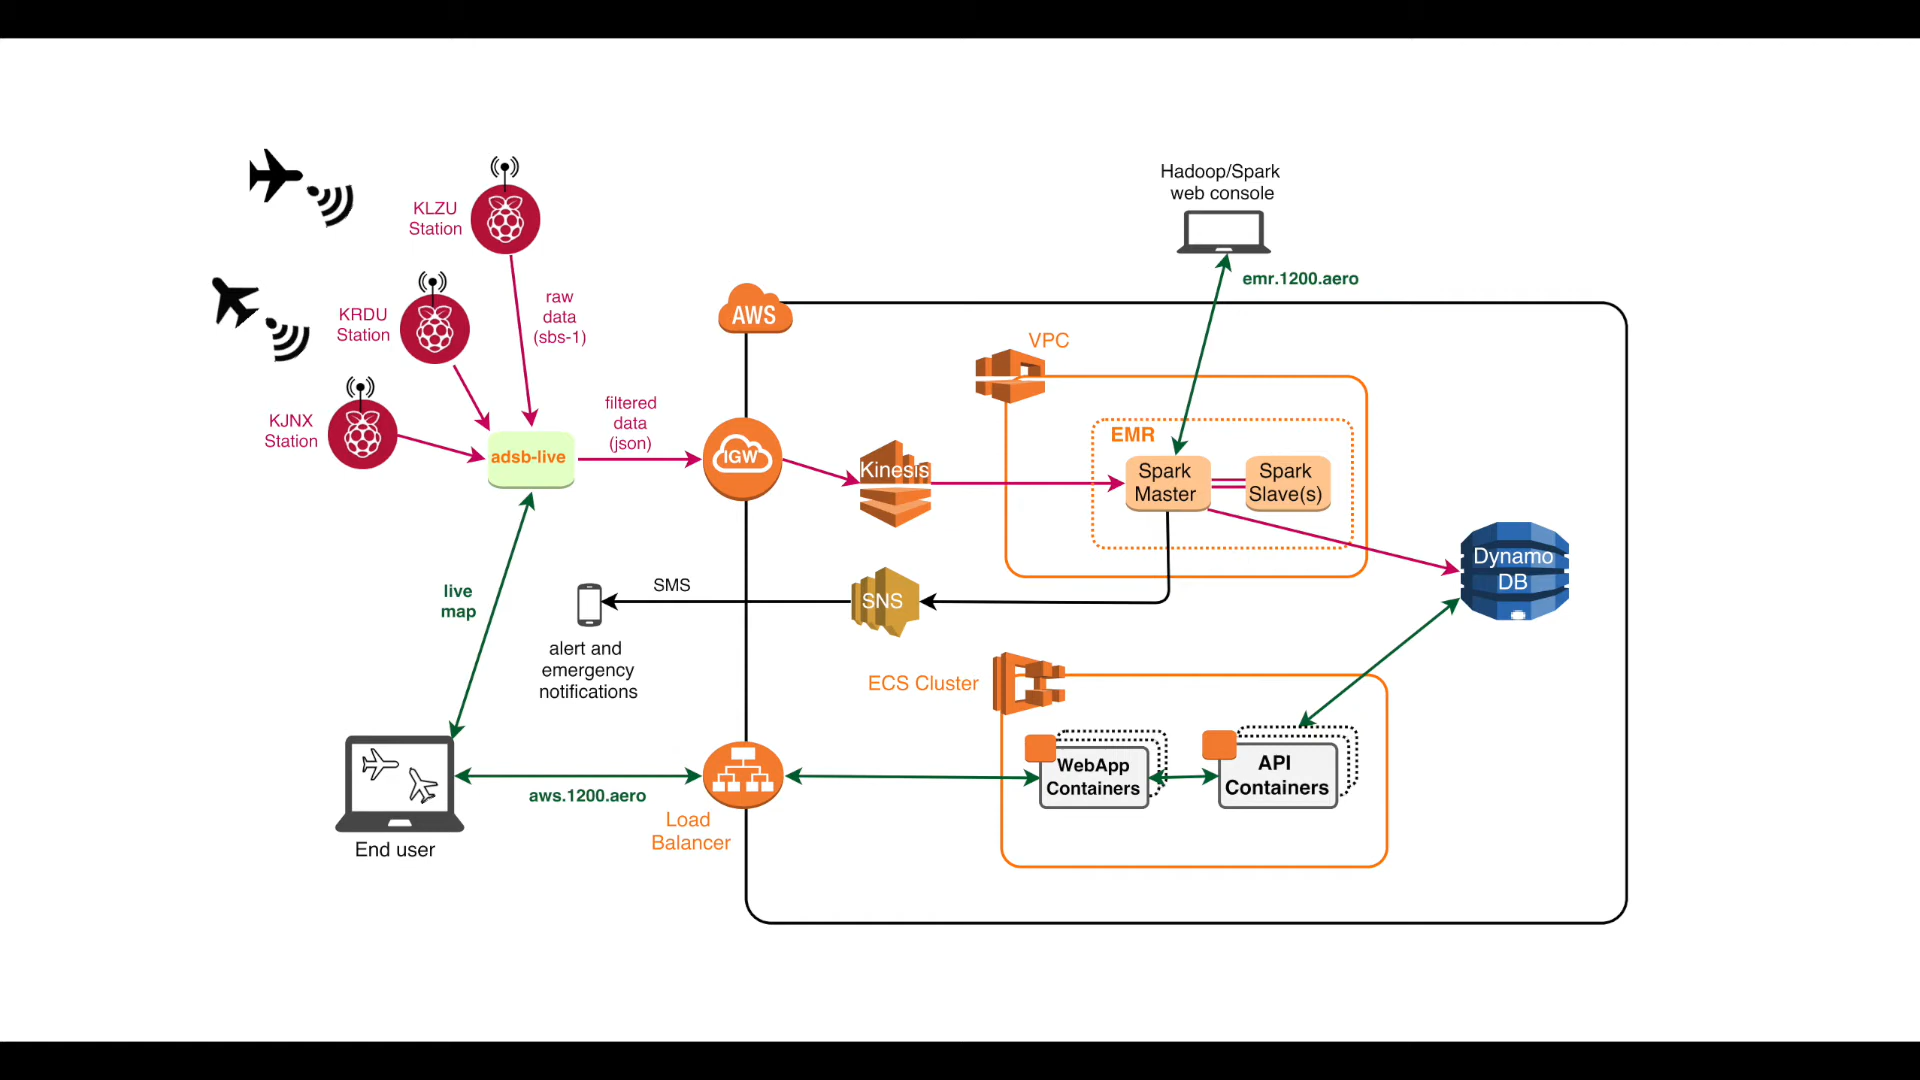 KLZU
Station
KRDU
Station
KJNX
Station
raw
data
(sbs-1)
adsb-live
filtered
data
(json)
live
map
End user
aws.1200.aero
SMS
alert and
emergency
notifications
AWS
IGW
Load
Balancer
Kinesis
SNS
Hadoop/Spark
web console
emr.1200.aero
VPC
EMR
Spark
Master
Spark
Slave(s)
Dynamo
DB
ECS Cluster
WebApp
Containers
API
Containers